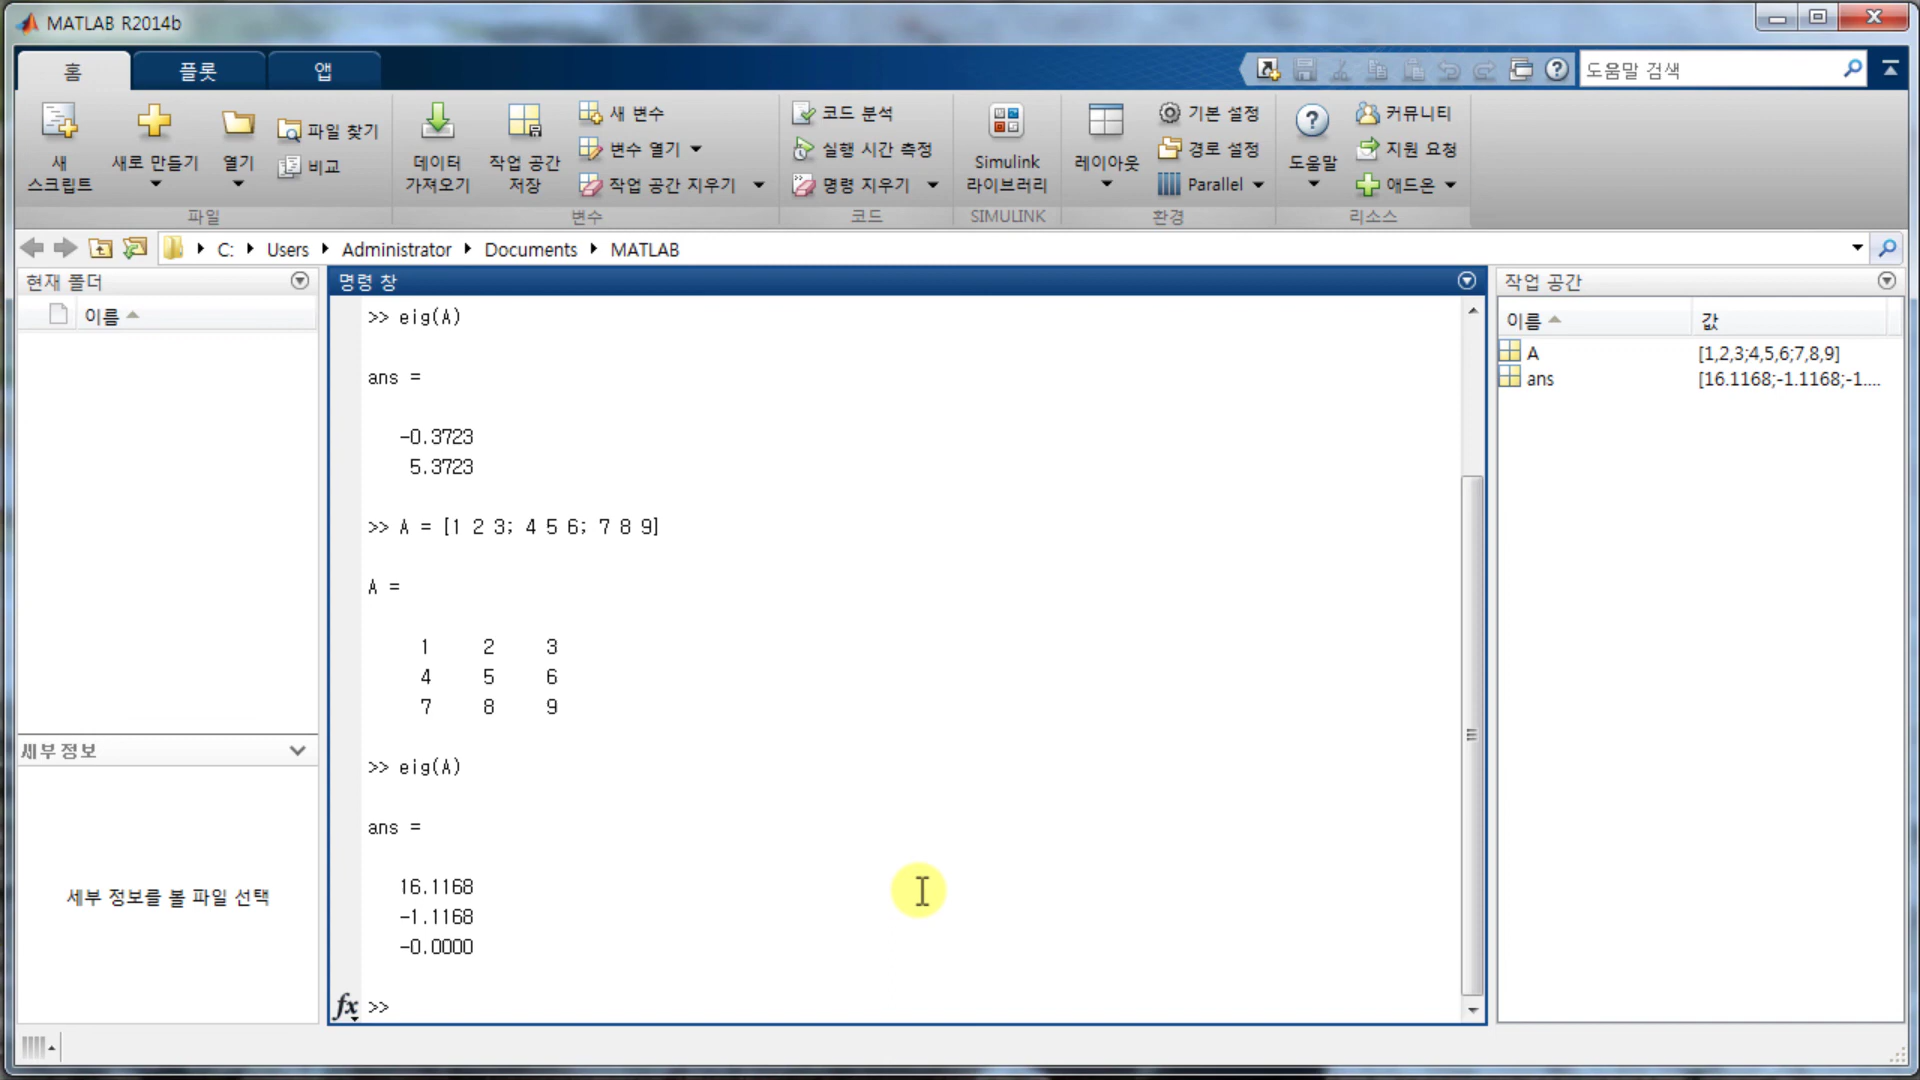 MATLAB R2014b
홈
플롯
앱
도움말 검색
새
스크립트
새로 만들기
열기
파일 찾기
비교
파일
데이터
가져오기
작업 공간
저장
새 변수
변수 열기
작업 공간 지우기
변수
코드 분석
실행 시간 측정
명령 지우기
코드
Simulink
라이브러리
SIMULINK
레이아웃
기본 설정
경로 설정
Parallel
환경
도움말
커뮤니티
지원 요청
애드온
리소스
C: Users Administrator Documents MATLAB
현재 폴더
이름
세부 정보
세부 정보를 볼 파일 선택
명령 창
>> eig(A)
ans =
-0.3723
5.3723
>> A = [1 2 3; 4 5 6; 7 8 9]
A =
1 2 3
4 5 6
7 8 9
>> eig(A)
ans =
16.1168
-1.1168
-0.0000
fx >>
작업 공간
이름 값
A [1,2,3;4,5,6;7,8,9]
ans [16.1168;-1.1168;-1....